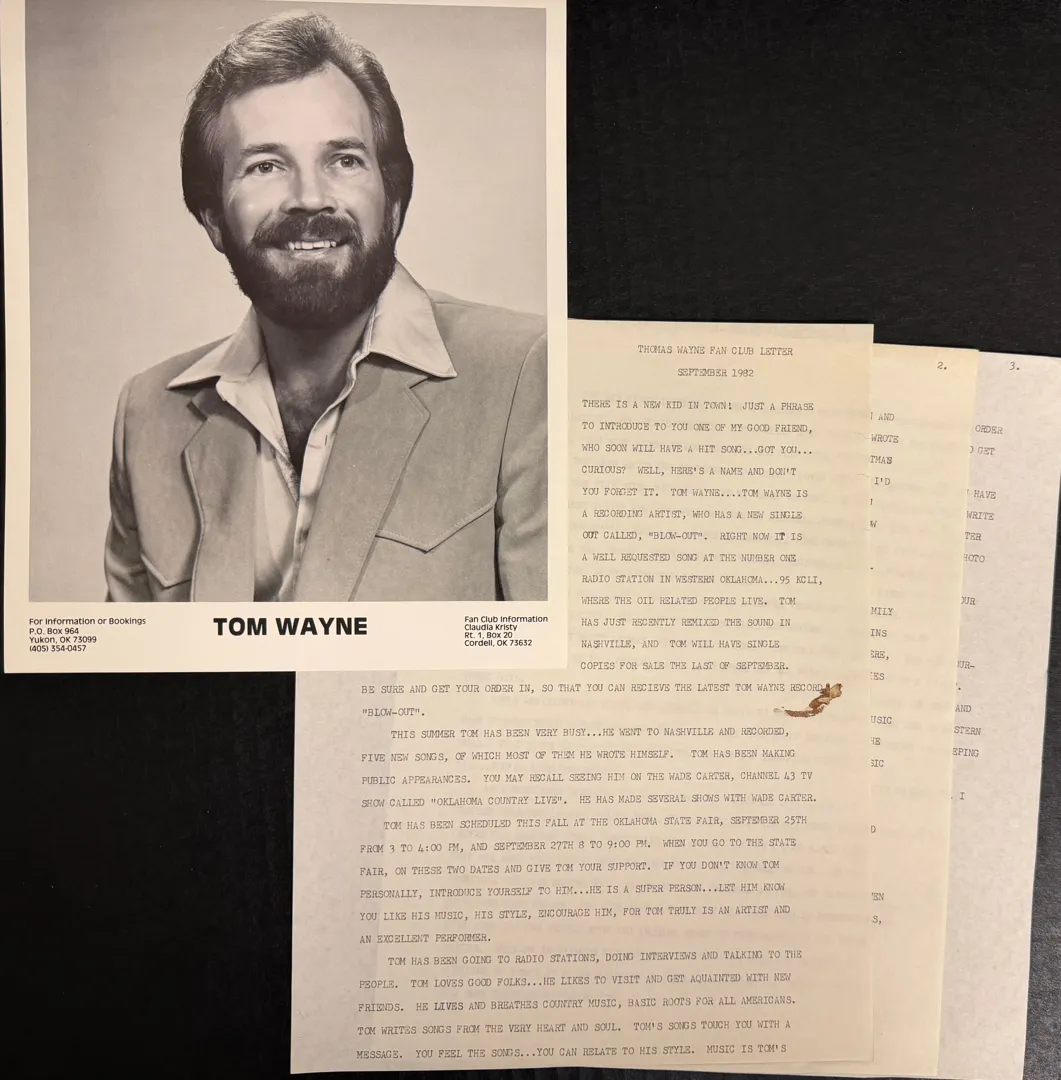 For Information or Bookings
P.O. Box 964
Yukon, OK 73099
(405) 354-0457
TOM WAYNE
Fan Club Information
Claudia Kristy
Rt. 1, Box 20
Cordell, OK 73632
THOMAS WAYNE FAN CLUB LETTER
SEPTEMBER 1982
THERE IS A NEW KID IN TOWN! JUST A PHRASE
TO INTRODUCE TO YOU ONE OF MY GOOD FRIEND,
WHO SOON WILL HAVE A HIT SONG...GOT YOU...
CURIOUS? WELL, HERE'S A NAME AND DON'T
YOU FORGET IT. TOM WAYNE....TOM WAYNE IS
A RECORDING ARTIST, WHO HAS A NEW SINGLE
OUT CALLED, "BLOW-OUT". RIGHT NOW IT IS
A WELL REQUESTED SONG AT THE NUMBER ONE
RADIO STATION IN WESTERN OKLAHOMA...95 KCLI,
WHERE THE OIL RELATED PEOPLE LIVE. TOM
HAS JUST RECENTLY REMIXED THE SOUND IN
NASHVILLE, AND TOM WILL HAVE SINGLE
COPIES FOR SALE THE LAST OF SEPTEMBER.
BE SURE AND GET YOUR ORDER IN, SO THAT YOU CAN RECIEVE THE LATEST TOM WAYNE RECORD
"BLOW-OUT".
THIS SUMMER TOM HAS BEEN VERY BUSY...HE WENT TO NASHVILLE AND RECORDED,
FIVE NEW SONGS, OF WHICH MOST OF THEM HE WROTE HIMSELF. TOM HAS BEEN MAKING
PUBLIC APPEARANCES. YOU MAY RECALL SEEING HIM ON THE WADE CARTER, CHANNEL 43 TV
SHOW CALLED "OKLAHOMA COUNTRY LIVE". HE HAS MADE SEVERAL SHOWS WITH WADE CARTER.
TOM HAS BEEN SCHEDULED THIS FALL AT THE OKLAHOMA STATE FAIR, SEPTEMBER 25TH
FROM 3 TO 4:00 PM, AND SEPTEMBER 27TH 8 TO 9:00 PM. WHEN YOU GO TO THE STATE
FAIR, ON THESE TWO DATES AND GIVE TOM YOUR SUPPORT. IF YOU DON'T KNOW TOM
PERSONALLY, INTRODUCE YOURSELF TO HIM...HE IS A SUPER PERSON...LET HIM KNOW
YOU LIKE HIS MUSIC, HIS STYLE, ENCOURAGE HIM, FOR TOM TRULY IS AN ARTIST AND
AN EXCELLENT PERFORMER.
TOM HAS BEEN GOING TO RADIO STATIONS, DOING INTERVIEWS AND TALKING TO THE
PEOPLE. TOM LOVES GOOD FOLKS...HE LIKES TO VISIT AND GET AQUAINTED WITH NEW
FRIENDS. HE LIVES AND BREATHES COUNTRY MUSIC, BASIC ROOTS FOR ALL AMERICANS.
TOM WRITES SONGS FROM THE VERY HEART AND SOUL. TOM'S SONGS TOUCH YOU WITH A
MESSAGE. YOU FEEL THE SONGS...YOU CAN RELATE TO HIS STYLE. MUSIC IS TOM'S
2.
AND
WROTE
I'D
3.
ORDER
GET
HAVE
WRITE
AND
I